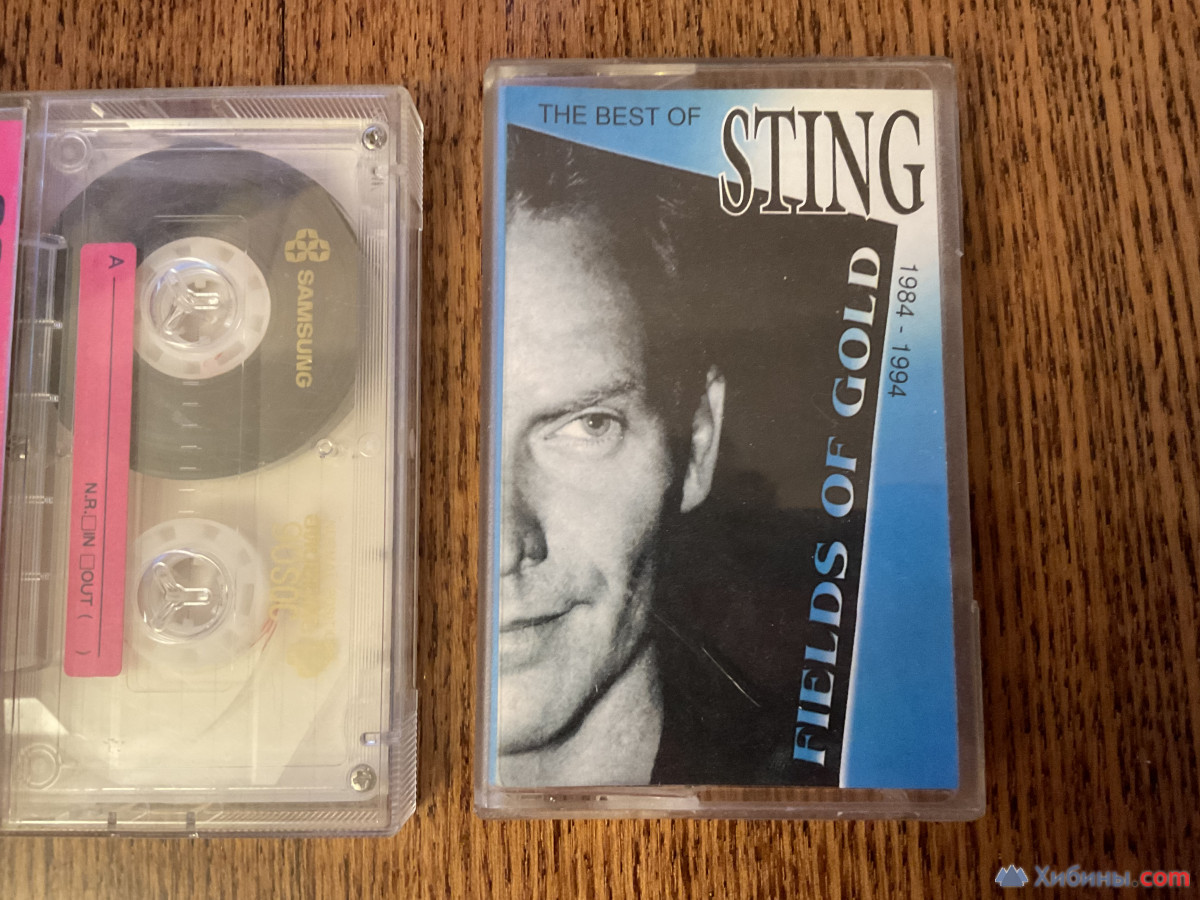 A
SAMSUNG
N.R. □IN □OUT ( )
THE BEST OF
STING
1984 - 1994
FIELDS OF GOLD
Хибины.com